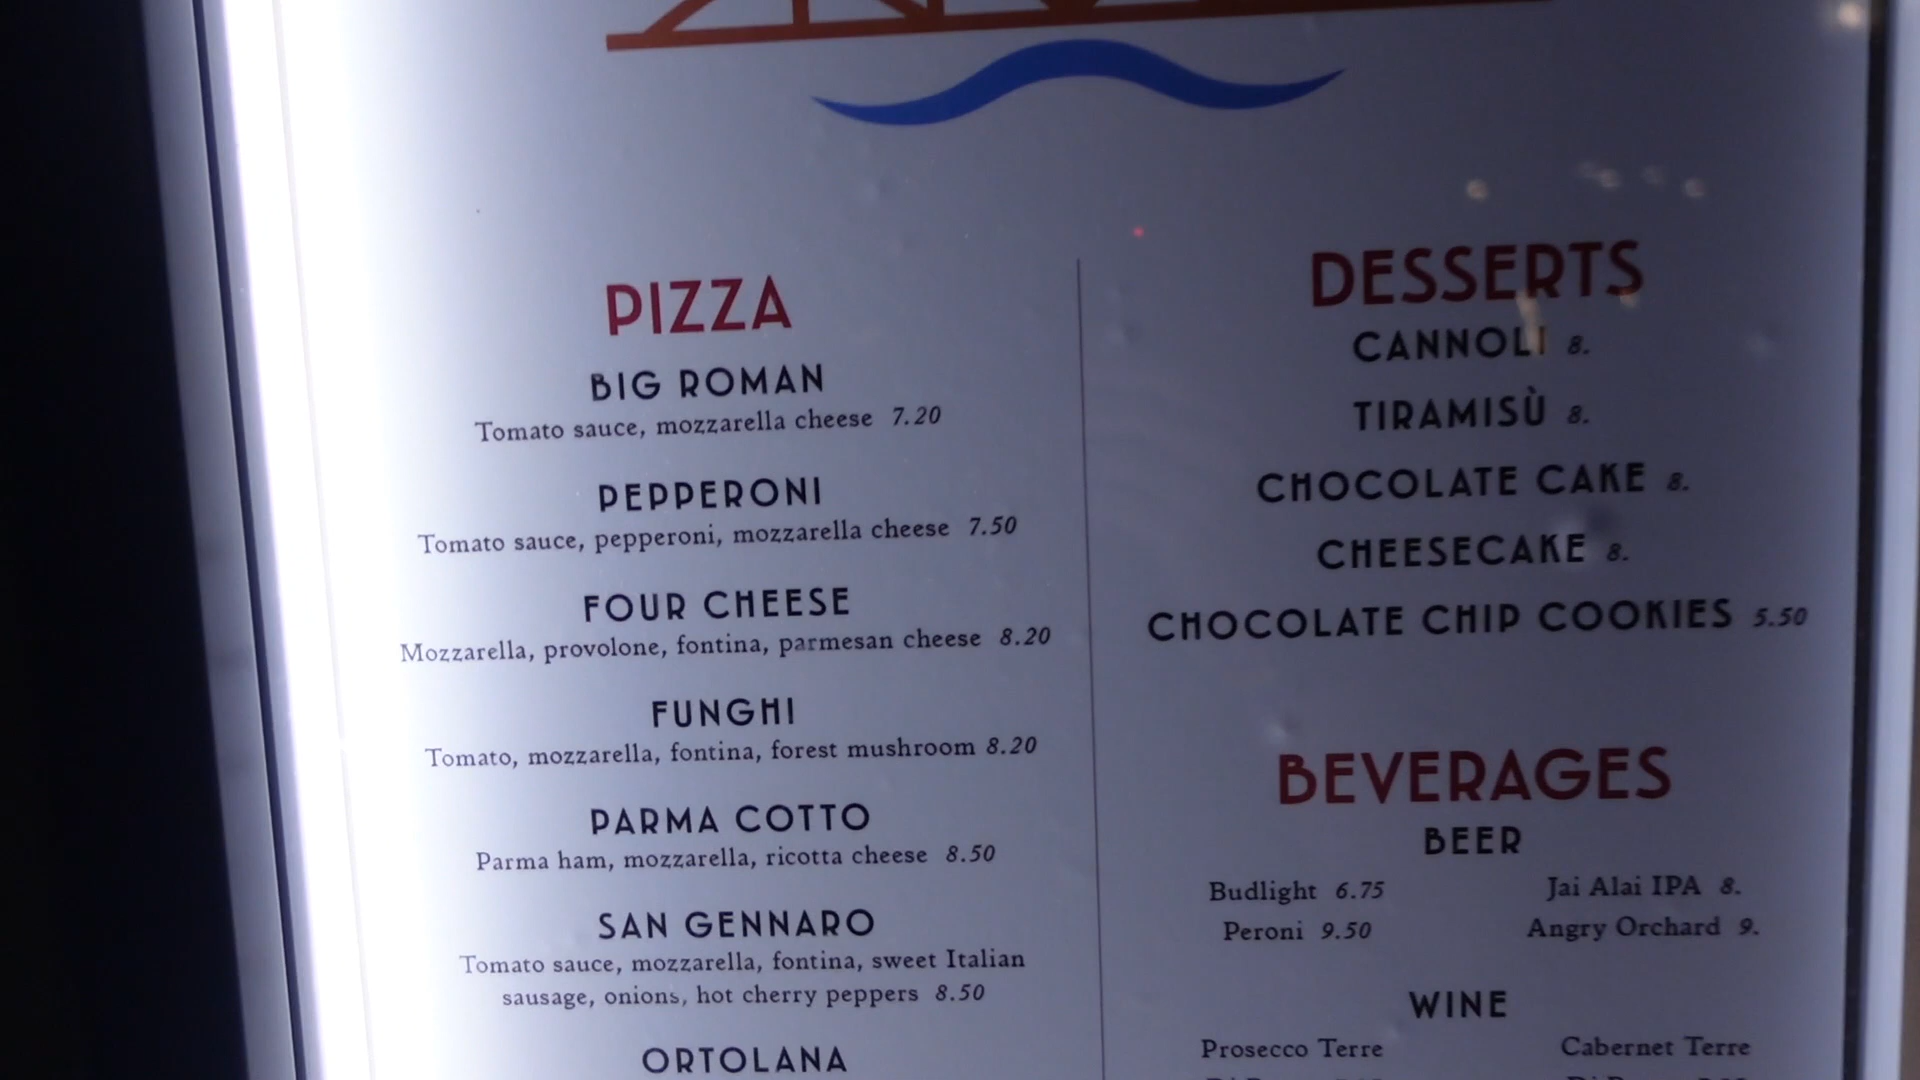 PIZZA
BIG ROMAN
Tomato sauce, mozzarella cheese 7.20
PEPPERONI
Tomato sauce, pepperoni, mozzarella cheese 7.50
FOUR CHEESE
Mozzarella, provolone, fontina, parmesan cheese 8.20
FUNGHI
Tomato, mozzarella, fontina, forest mushroom 8.20
PARMA COTTO
Parma ham, mozzarella, ricotta cheese 8.50
SAN GENNARO
Tomato sauce, mozzarella, fontina, sweet Italian
sausage, onions, hot cherry peppers 8.50
ORTOLANA
DESSERTS
CANNOLI 8.
TIRAMISÙ 8.
CHOCOLATE CAKE 8.
CHEESECAKE 8.
CHOCOLATE CHIP COOKIES 5.50
BEVERAGES
BEER
Budlight 6.75 Jai Alai IPA 8.
Peroni 9.50 Angry Orchard 9.
WINE
Prosecco Terre Cabernet Terre